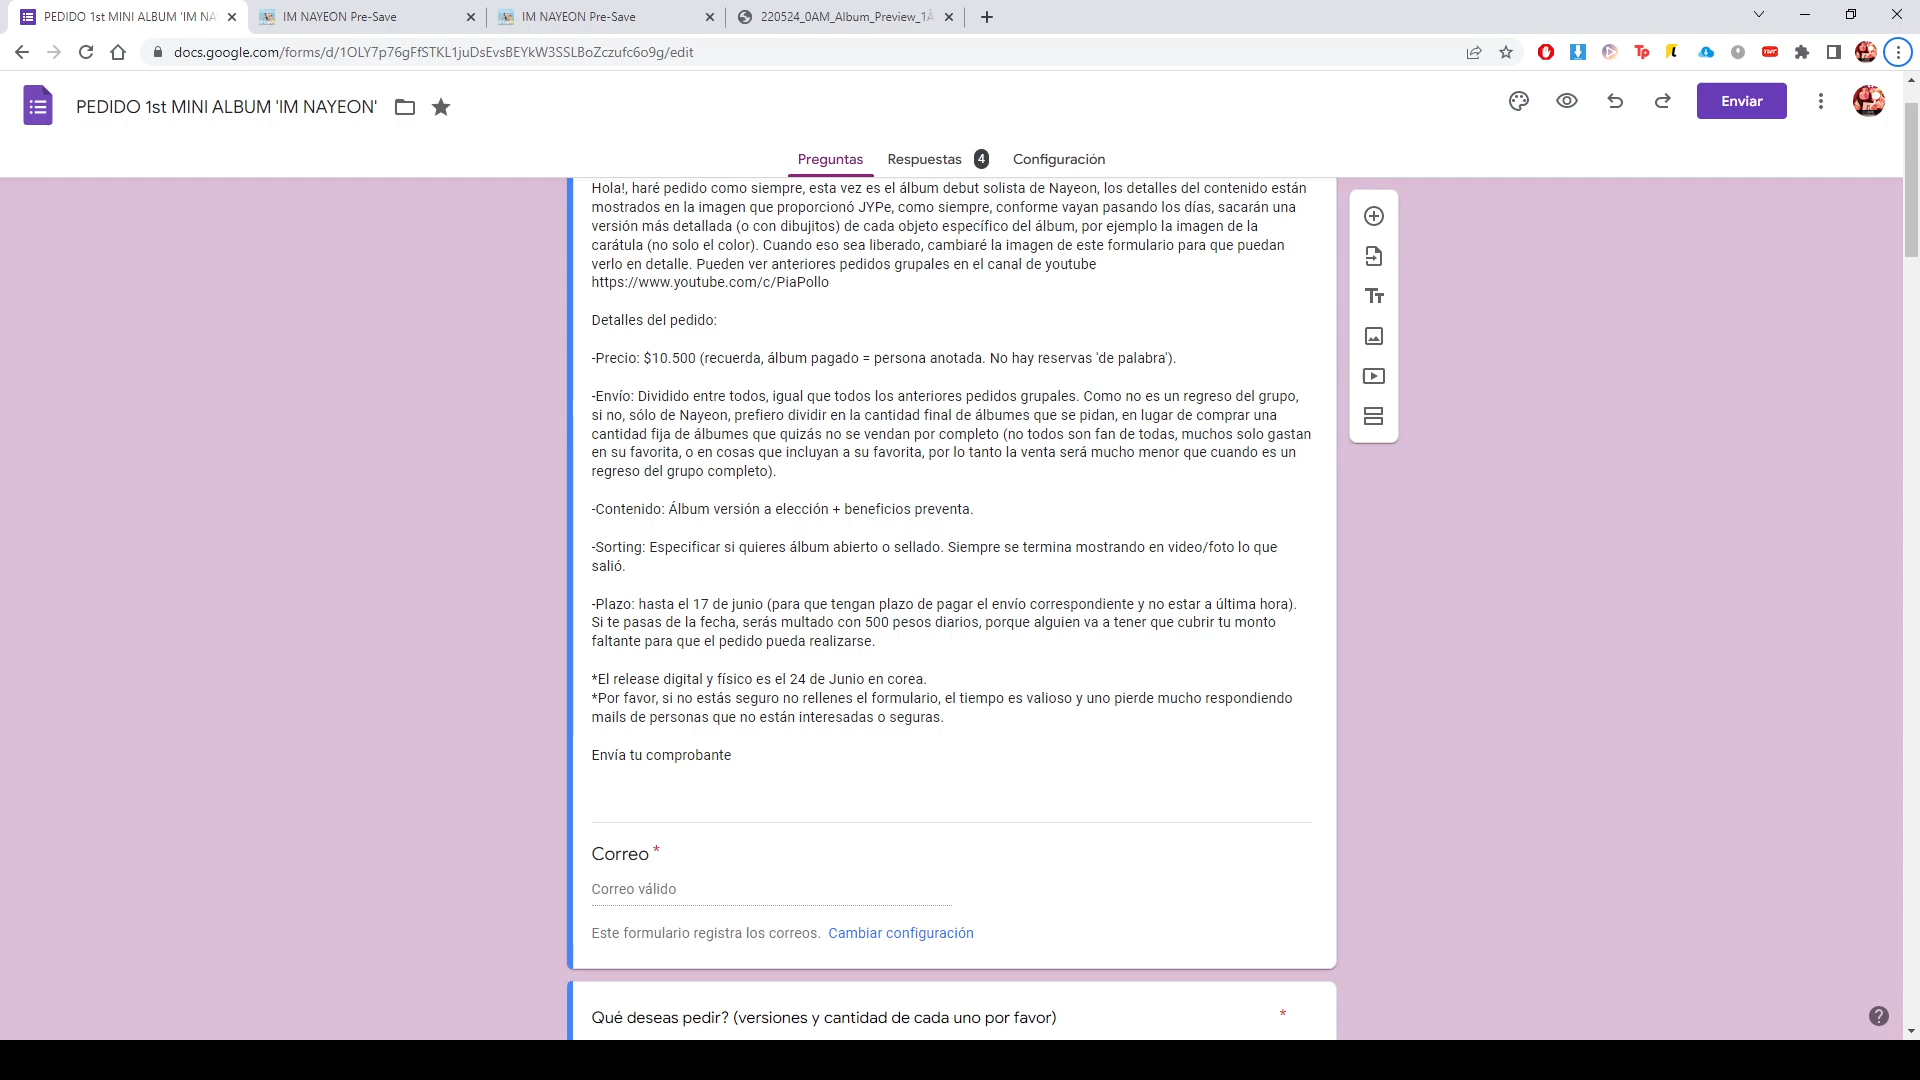 PEDIDO 1st MINI ALBUM 'IM NA
IM NAYEON Pre-Save
IM NAYEON Pre-Save
220524_0AM_Album_Preview_1Á
docs.google.com/forms/d/1OLY7p76gFfSTKL1juDsEvsBEYkW3SSLBoZczufc6o9g/edit
PEDIDO 1st MINI ALBUM 'IM NAYEON'
Enviar
Preguntas
Respuestas 4
Configuración
Hola!, haré pedido como siempre, esta vez es el álbum debut solista de Nayeon, los detalles del contenido están
mostrados en la imagen que proporcionó JYPe, como siempre, conforme vayan pasando los días, sacarán una
versión más detallada (o con dibujitos) de cada objeto específico del álbum, por ejemplo la imagen de la
carátula (no solo el color). Cuando eso sea liberado, cambiaré la imagen de este formulario para que puedan
verlo en detalle. Pueden ver anteriores pedidos grupales en el canal de youtube
https://www.youtube.com/c/PiaPollo
Detalles del pedido:
-Precio: $10.500 (recuerda, álbum pagado = persona anotada. No hay reservas 'de palabra').
-Envío: Dividido entre todos, igual que todos los anteriores pedidos grupales. Como no es un regreso del grupo,
si no, sólo de Nayeon, prefiero dividir en la cantidad final de álbumes que se pidan, en lugar de comprar una
cantidad fija de álbumes que quizás no se vendan por completo (no todos son fan de todas, muchos solo gastan
en su favorita, o en cosas que incluyan a su favorita, por lo tanto la venta será mucho menor que cuando es un
regreso del grupo completo).
-Contenido: Álbum versión a elección + beneficios preventa.
-Sorting: Especificar si quieres álbum abierto o sellado. Siempre se termina mostrando en video/foto lo que
salió.
-Plazo: hasta el 17 de junio (para que tengan plazo de pagar el envío correspondiente y no estar a última hora).
Si te pasas de la fecha, serás multado con 500 pesos diarios, porque alguien va a tener que cubrir tu monto
faltante para que el pedido pueda realizarse.
*El release digital y físico es el 24 de Junio en corea.
*Por favor, si no estás seguro no rellenes el formulario, el tiempo es valioso y uno pierde mucho respondiendo
mails de personas que no están interesadas o seguras.
Envía tu comprobante
Correo *
Correo válido
Este formulario registra los correos. Cambiar configuración
Qué deseas pedir? (versiones y cantidad de cada uno por favor) *